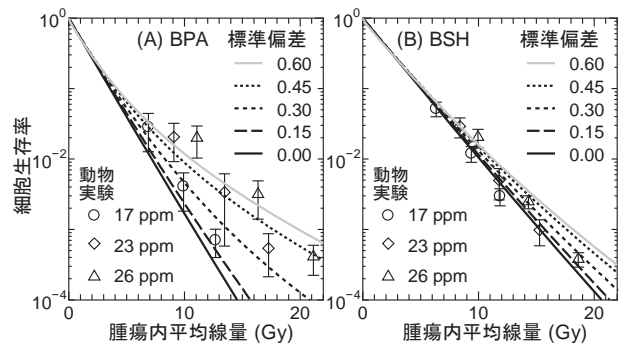 細胞生存率
10^0
10^-2
10^-4
(A) BPA
標準偏差
0.60
0.45
0.30
0.15
0.00
動物
実験
17 ppm
23 ppm
26 ppm
0
10
20
腫瘍内平均線量 (Gy)
10^0
10^-2
10^-4
(B) BSH
標準偏差
0.60
0.45
0.30
0.15
0.00
動物
実験
17 ppm
23 ppm
26 ppm
0
10
20
腫瘍内平均線量 (Gy)